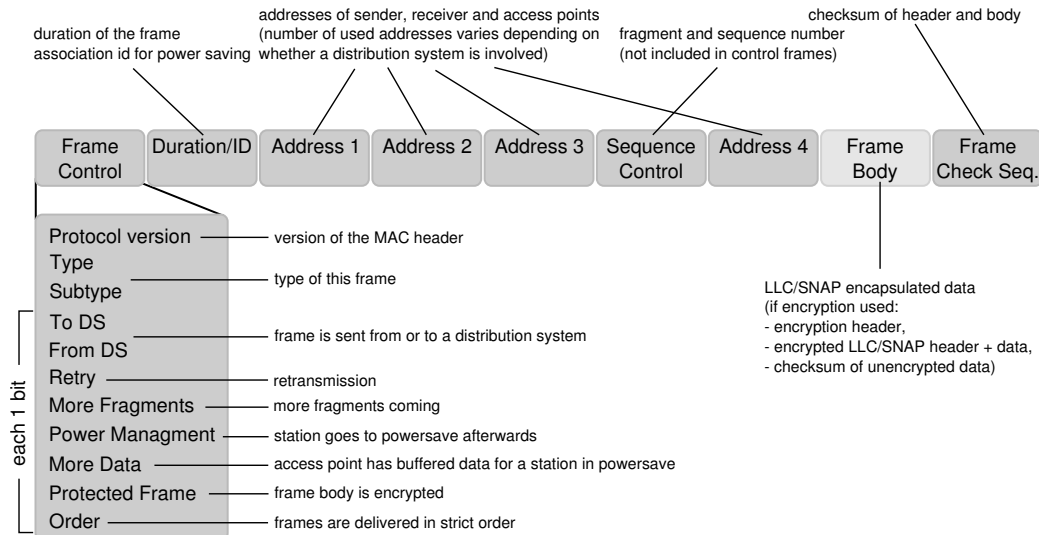 duration of the frame
association id for power saving
addresses of sender, receiver and access points
(number of used addresses varies depending on
whether a distribution system is involved)
fragment and sequence number
(not included in control frames)
checksum of header and body
Frame
Control
Duration/ID
Address 1
Address 2
Address 3
Sequence
Control
Address 4
Frame
Body
Frame
Check Seq.
Protocol version
version of the MAC header
Type
Subtype
type of this frame
each 1 bit
To DS
From DS
frame is sent from or to a distribution system
Retry
retransmission
More Fragments
more fragments coming
Power Managment
station goes to powersave afterwards
More Data
access point has buffered data for a station in powersave
Protected Frame
frame body is encrypted
Order
frames are delivered in strict order
LLC/SNAP encapsulated data
(if encryption used:
- encryption header,
- encrypted LLC/SNAP header + data,
- checksum of unencrypted data)